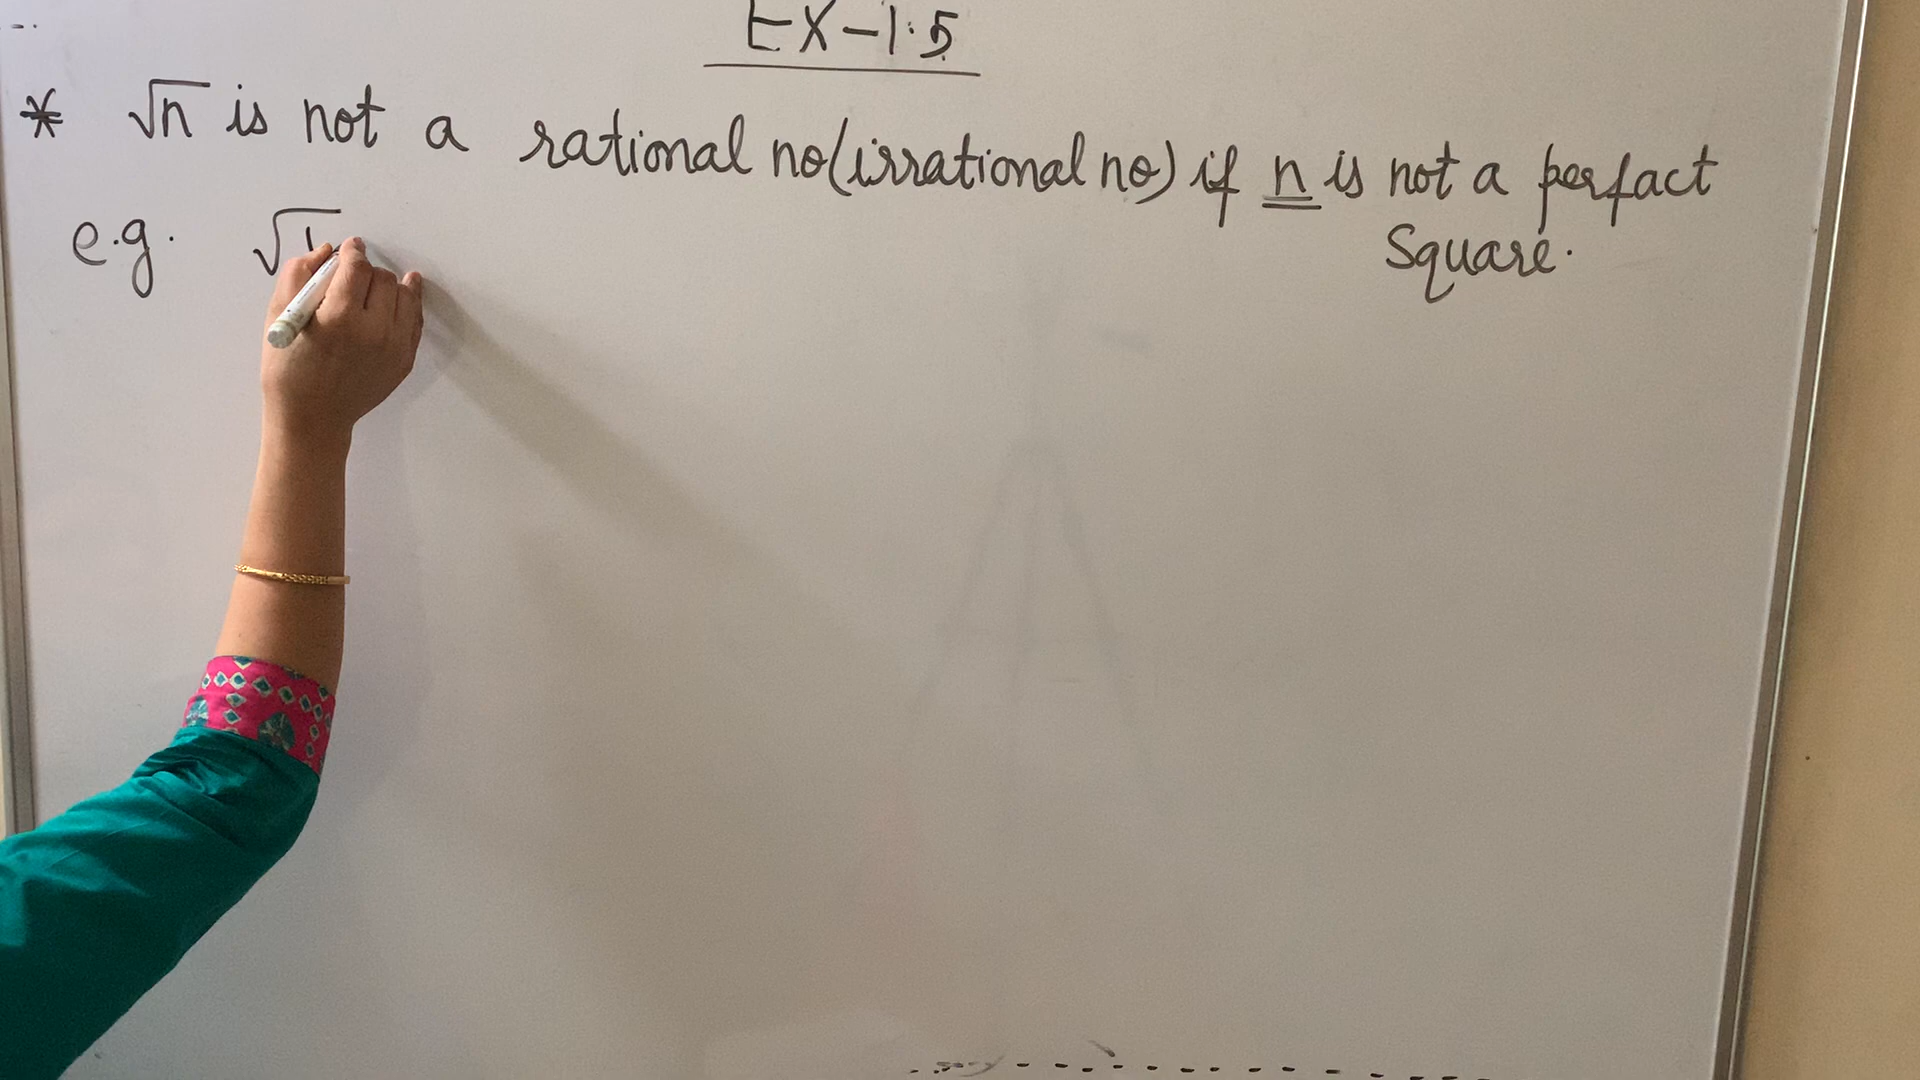 EX-1.5
* √n is not a rational no(irrational no) if n is not a perfact
Square.
e.g. √1